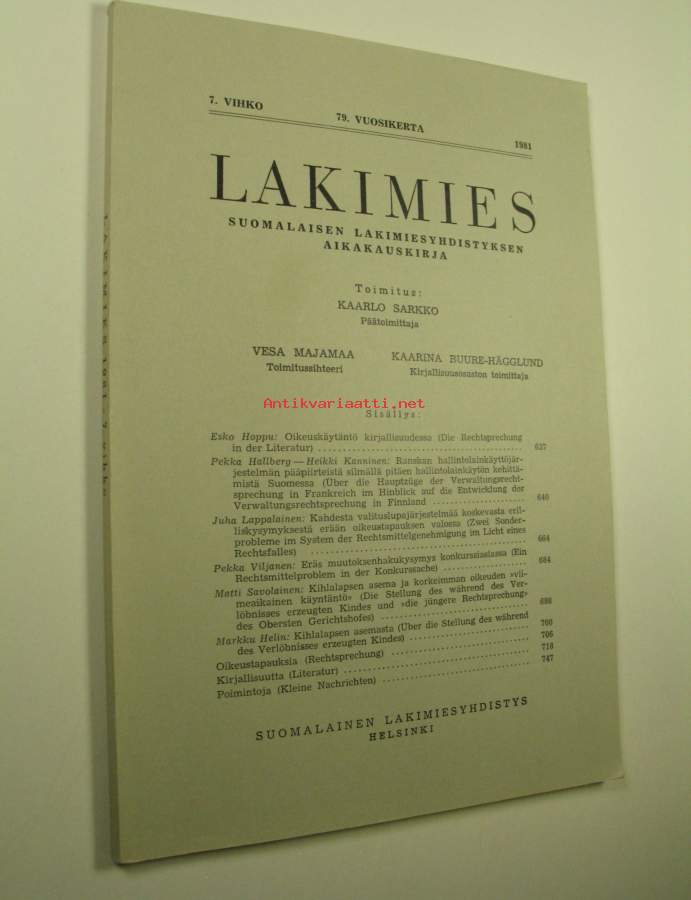 7. VIHKO 79. VUOSIKERTA 1981
LAKIMIES
SUOMALAISEN LAKIMIESYHDISTYKSEN
AIKAKAUSKIRJA
Toimitus:
KAARLO SARKKO
Päätoimittaja
VESA MAJAMAA KAARINA BUURE-HÄGGLUND
Toimitussihteeri Kirjallisuusosaston toimittaja
Antikvariaatti.net
Sisällys:
Esko Hoppu: Oikeuskäytäntö kirjallisuudessa (Die Rechtsprechung
in der Literatur) 637
Pekka Hallberg — Heikki Kanninen: Ranskan hallintolainkäyttöjär-
jestelmän pääpiirteistä silmällä pitäen hallintolainkäytön kehittä-
mistä Suomessa (Über die Hauptzüge der Verwaltungsrecht-
sprechung in Frankreich im Hinblick auf die Entwicklung der
Verwaltungsrechtsprechung in Finnland 640
Juha Lappalainen: Kahdesta valituslupajärjestelmää koskevasta eril-
liskysymyksestä erään oikeustapauksen valossa (Zwei Sonder-
probleme im System der Rechtsmittelgenehmigung im Licht eines
Rechtsfalles) 664
Pekka Viljanen: Eräs muutoksenhakukysymys konkurssiasiassa (Ein
Rechtsmittelproblem in der Konkurssache) 684
Matti Savolainen: Kihlalapsen asema ja korkeimman oikeuden »vii-
meaikainen käyntäntö» (Die Stellung des während des Ver-
löbnisses erzeugten Kindes und »die jüngere Rechtsprechung»
des Obersten Gerichtshofes) 698
Markku Helin: Kihlalapsen asemasta (Über die Stellung des während
des Verlöbnisses erzeugten Kindes) 700
Oikeustapauksia (Rechtsprechung) 706
Kirjallisuutta (Literatur) 718
Poimintoja (Kleine Nachrichten) 747
SUOMALAINEN LAKIMIESYHDISTYS
HELSINKI
LAKIMIES 1981 · 7 vihko